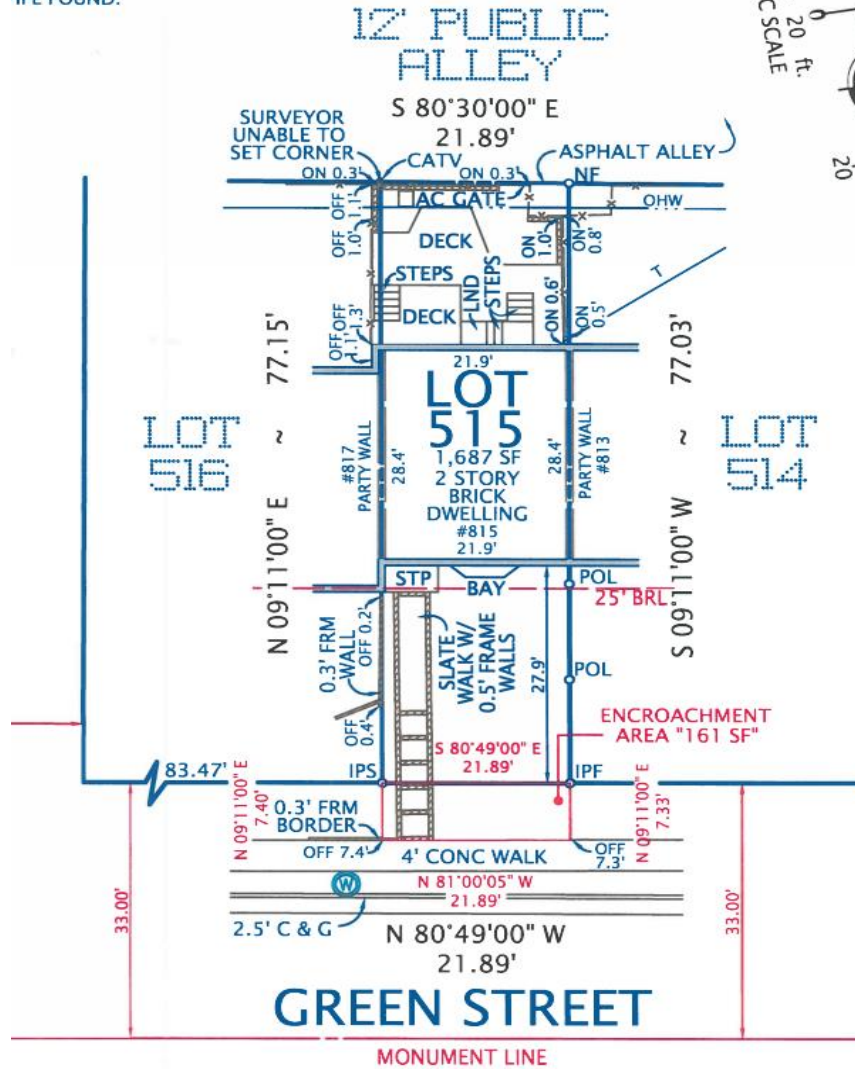 IPE FOUND.
20 ft.
C SCALE
20
12' PUBLIC
ALLEY
S 80°30'00" E
21.89'
SURVEYOR
UNABLE TO
SET CORNER
CATV
ASPHALT ALLEY
ON 0.3'
ON 0.3'
NF
OHW
OFF
1.1'
OFF
1.0'
AC GATE
DECK
ON
1.0'
ON
0.8'
STEPS
DECK
LND
STEPS
T
ON 0.6'
ON
0.5'
OFF
1.3'
OFF
1.1'
77.15'
~
N 09°11'00" E
77.03'
~
S 09°11'00" W
21.9'
LOT
515
1,687 SF
2 STORY
BRICK
DWELLING
#815
21.9'
LOT
516
LOT
514
#817
PARTY WALL
28.4'
28.4'
PARTY WALL
#813
STP
BAY
POL
25' BRL
0.3' FRM
WALL
OFF 0.2'
SLATE
WALK W/
0.5' FRAME
WALLS
27.9'
POL
OFF
0.4'
ENCROACHMENT
AREA "161 SF"
S 80°49'00" E
21.89'
83.47'
IPS
IPF
N 09°11'00" E
7.40'
N 09°11'00" E
7.33'
0.3' FRM
BORDER
OFF 7.4'
OFF
7.3'
4' CONC WALK
W
N 81°00'05" W
21.89'
2.5' C & G
33.00'
33.00'
N 80°49'00" W
21.89'
GREEN STREET
MONUMENT LINE